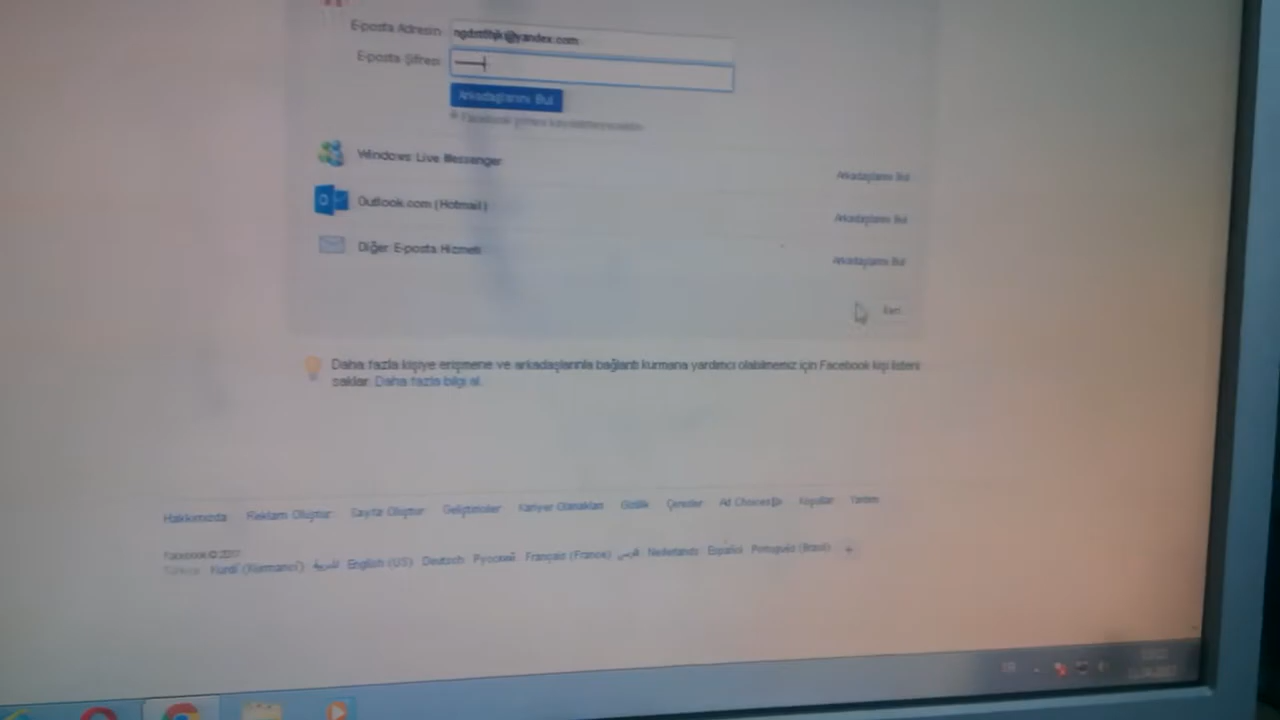 E-posta Adresin
E-posta Şifresi
Arkadaşlarını Bul
Windows Live Messenger
Arkadaşlarını Bul
Outlook.com (Hotmail)
Arkadaşlarını Bul
Diğer E-posta Hizmeti
Arkadaşlarını Bul
Daha fazla kişiye erişmene ve arkadaşlarınla bağlantı kurmana yardımcı olabilmemiz için Facebook kişi listeni
saklar. Daha fazla bilgi al.
Hakkımızda Reklam Oluştur Sayfa Oluştur Geliştiriciler Kariyer Olanakları Gizlilik Çerezler Ad Choices Koşullar Yardım
Facebook © 2017
Türkçe Kurdî (Kurmancî) العربية English (US) Deutsch Русский Français (France) فارسی Nederlands Español Português (Brasil) +